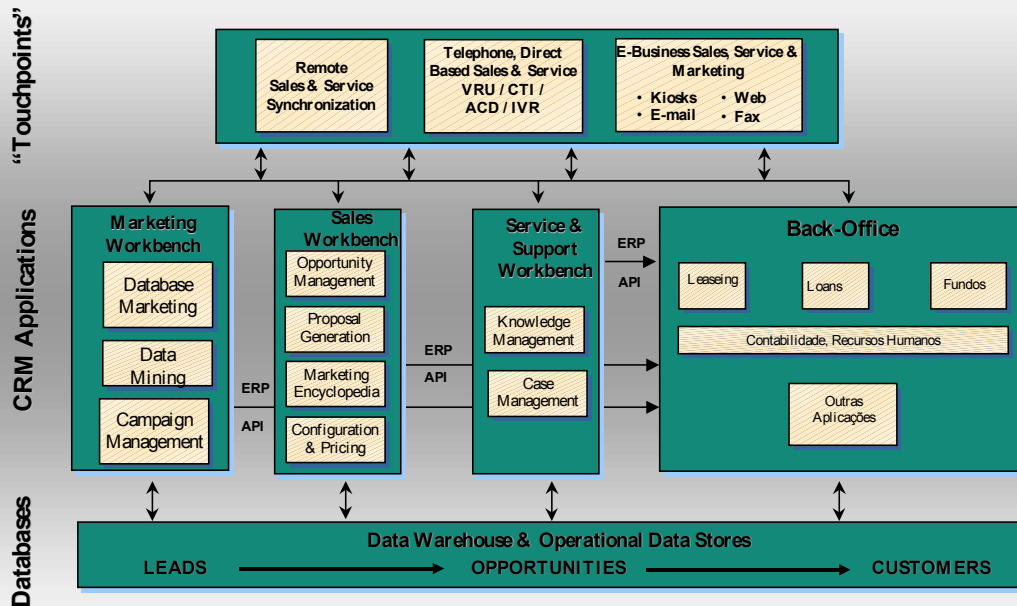 “Touchpoints”
Remote
Sales & Service
Synchronization
Telephone, Direct
Based Sales & Service
VRU / CTI /
ACD / IVR
E-Business Sales, Service &
Marketing
• Kiosks • Web
• E-mail • Fax
CRM Applications
Marketing
Workbench
Database
Marketing
Data
Mining
Campaign
Management
ERP
API
Sales
Workbench
Opportunity
Management
Proposal
Generation
Marketing
Encyclopedia
Configuration
& Pricing
ERP
API
Service &
Support
Workbench
Knowledge
Management
Case
Management
ERP
API
Back-Office
Leaseing
Loans
Fundos
Contabilidade, Recursos Humanos
Outras
Aplicações
Databases
Data Warehouse & Operational Data Stores
LEADS OPPORTUNITIES CUSTOMERS